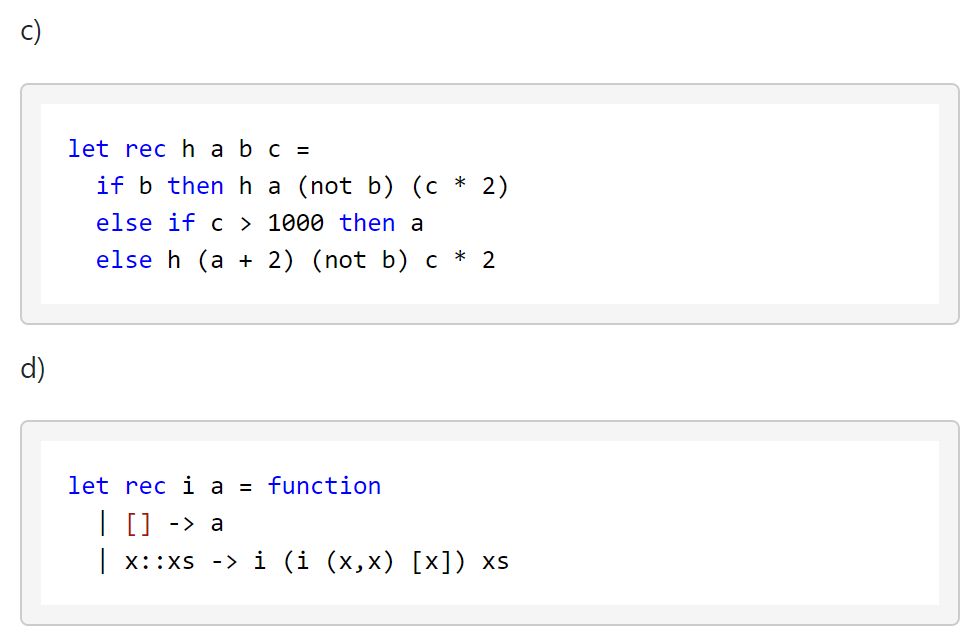 c)
let rec h a b c =
  if b then h a (not b) (c * 2)
  else if c > 1000 then a
  else h (a + 2) (not b) c * 2
d)
let rec i a = function
  | [] -> a
  | x::xs -> i (i (x,x) [x]) xs